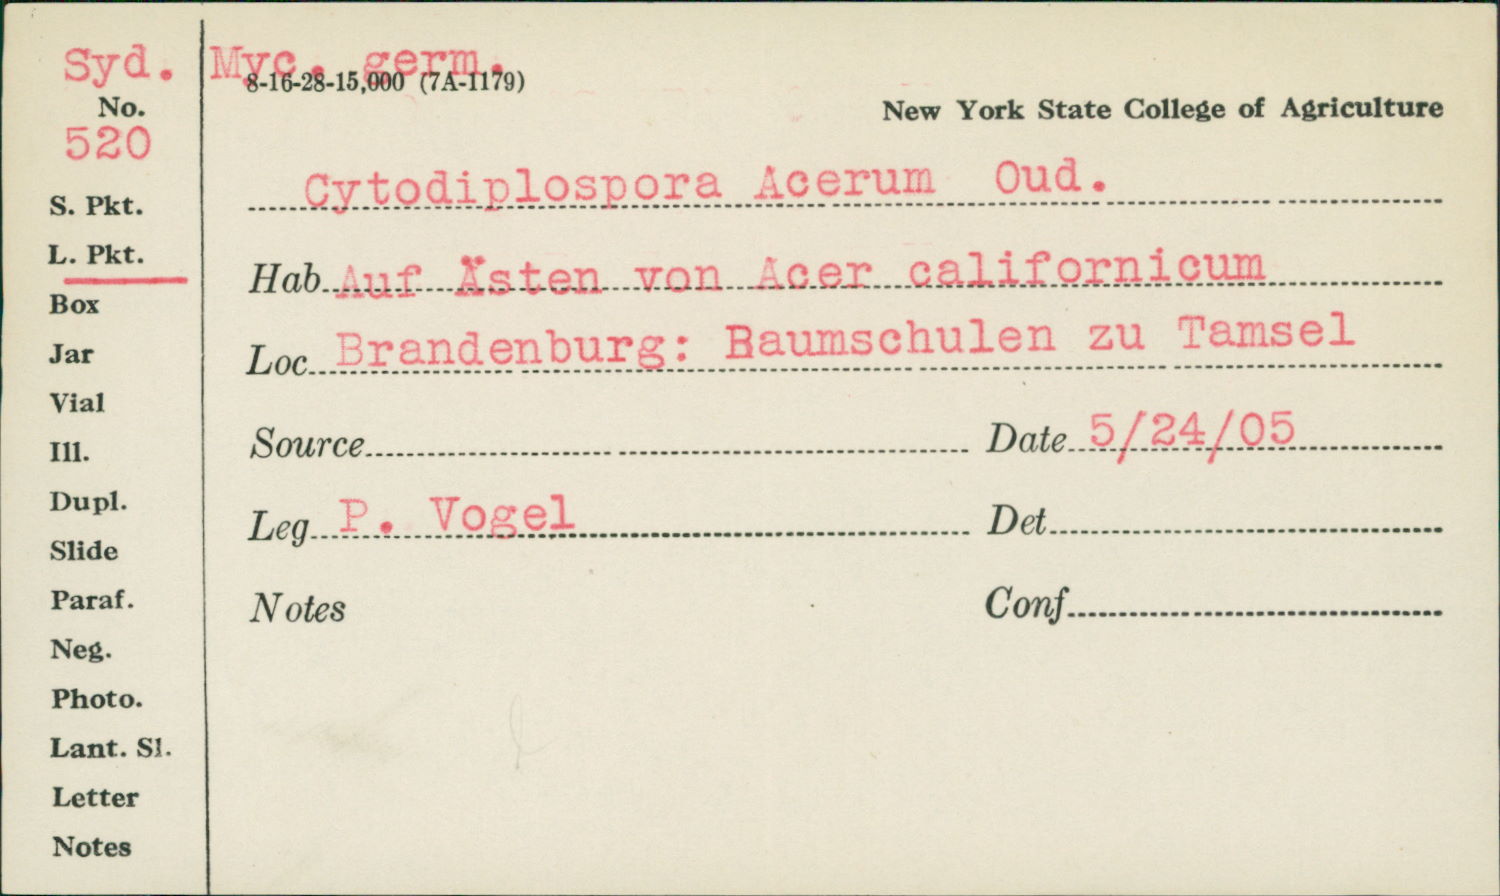 Syd. Myc. germ.
8-16-28-15,000 (7A-1179)
No.
520
New York State College of Agriculture
Cytodiplospora Acerum Oud.
S. Pkt.
L. Pkt.
Hab. Auf Ästen von Acer californicum
Box
Jar
Loc. Brandenburg: Baumschulen zu Tamsel
Vial
Ill.
Source
Date 5/24/05
Dupl.
Leg. P. Vogel
Det.
Slide
Paraf.
Notes
Conf.
Neg.
Photo.
Lant. Sl.
Letter
Notes